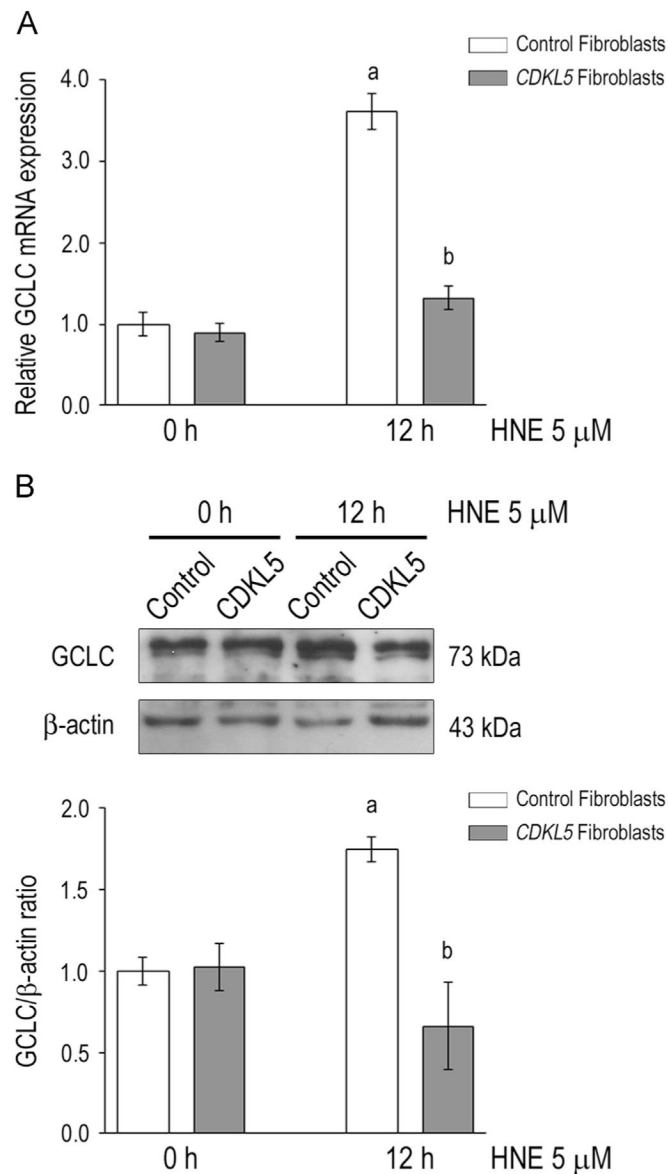 A
Control Fibroblasts
CDKL5 Fibroblasts
Relative GCLC mRNA expression
4.0
3.0
2.0
1.0
0.0
a
b
0 h
12 h
HNE 5 μM
B
0 h
12 h
HNE 5 μM
Control
CDKL5
Control
CDKL5
GCLC
73 kDa
β-actin
43 kDa
Control Fibroblasts
CDKL5 Fibroblasts
GCLC/β-actin ratio
2.0
1.5
1.0
0.5
0.0
a
b
0 h
12 h
HNE 5 μM